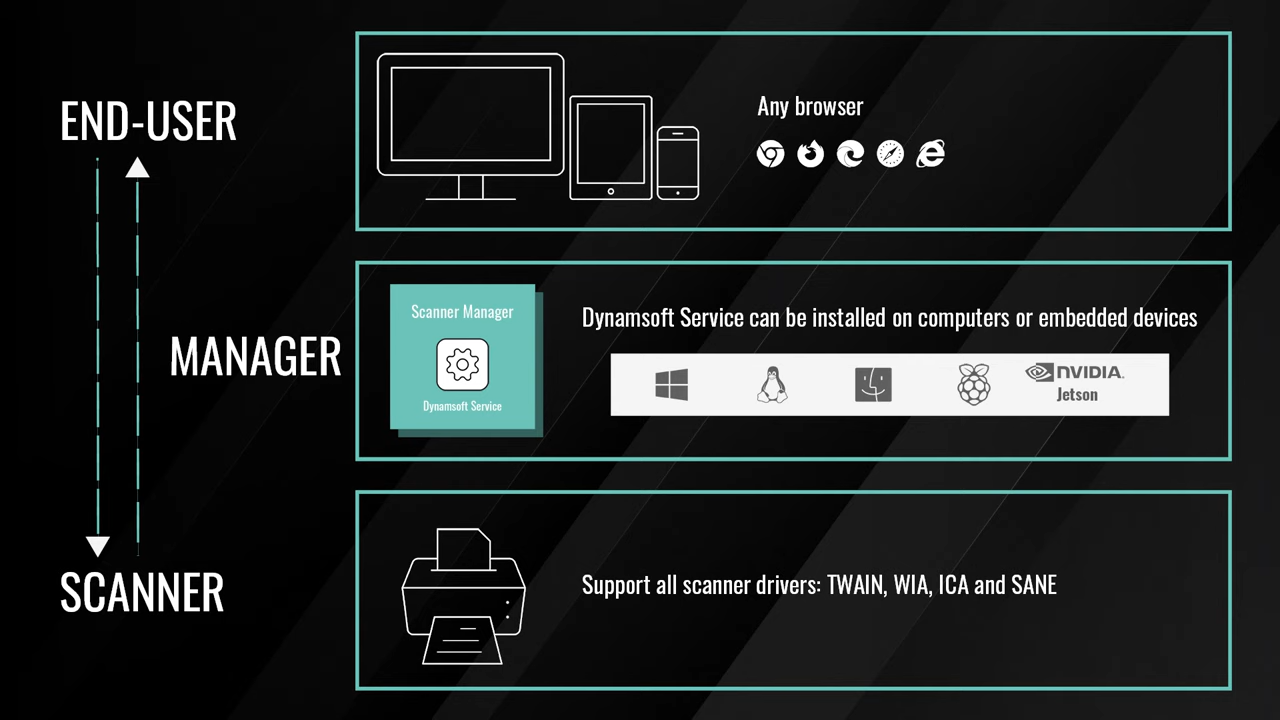 END-USER
Any browser
MANAGER
Scanner Manager
Dynamsoft Service
Dynamsoft Service can be installed on computers or embedded devices
NVIDIA.
Jetson
SCANNER
Support all scanner drivers: TWAIN, WIA, ICA and SANE